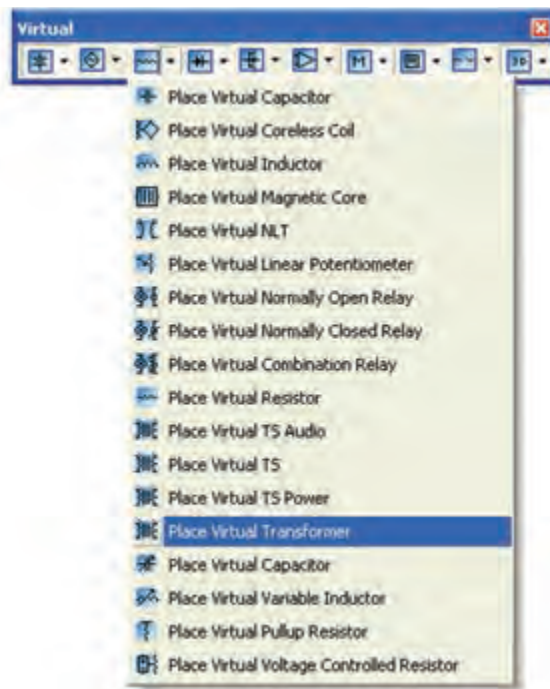 Virtual
M
3D
Place Virtual Capacitor
Place Virtual Coreless Coil
Place Virtual Inductor
Place Virtual Magnetic Core
Place Virtual NLT
Place Virtual Linear Potentiometer
Place Virtual Normally Open Relay
Place Virtual Normally Closed Relay
Place Virtual Combination Relay
Place Virtual Resistor
Place Virtual TS Audio
Place Virtual TS
Place Virtual TS Power
Place Virtual Transformer
Place Virtual Capacitor
Place Virtual Variable Inductor
Place Virtual Pullup Resistor
Place Virtual Voltage Controlled Resistor